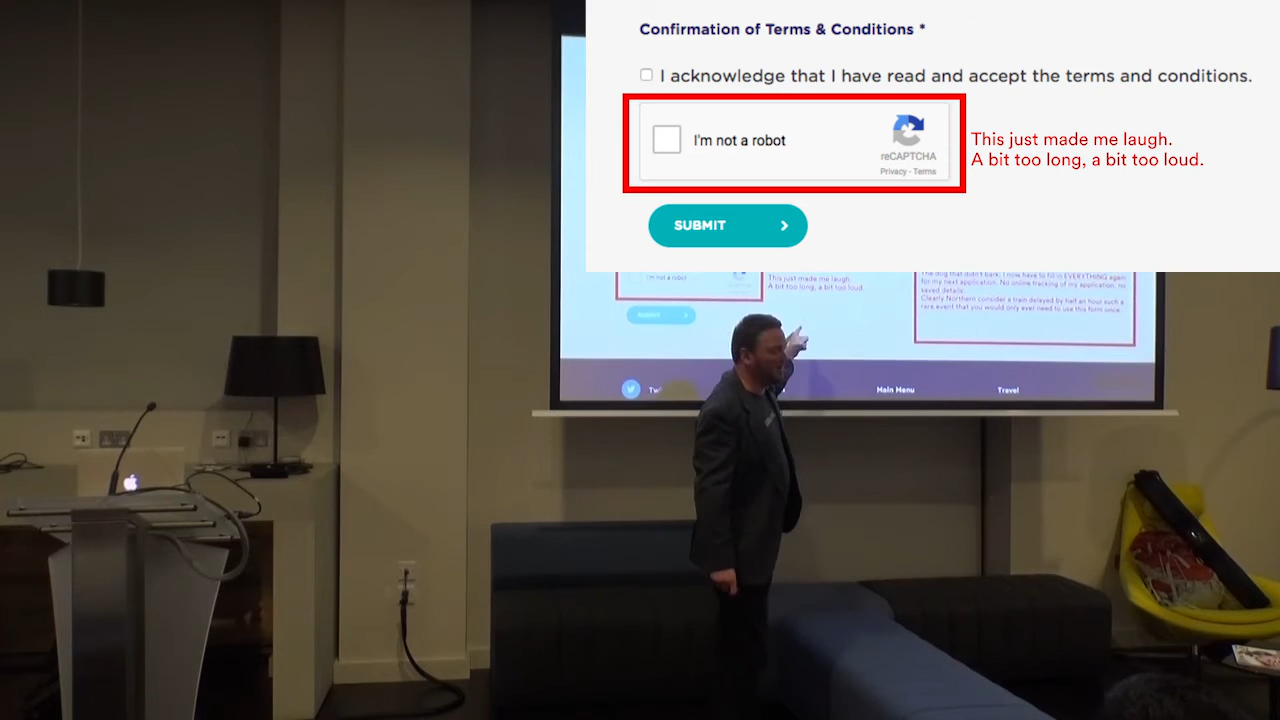 Confirmation of Terms & Conditions *
I acknowledge that I have read and accept the terms and conditions.
I'm not a robot
reCAPTCHA
Privacy - Terms
This just made me laugh.
A bit too long, a bit too loud.
SUBMIT
I'm not a robot
This just made me laugh.
A bit too long, a bit too loud.
SUBMIT
The dog that didn't bark: I now have to fill in EVERYTHING again
for my next application. No online tracking of my application, no
saved details.
Clearly Northern consider a train delayed by half an hour such a
rare event that you would only ever need to use this form once.
Main Menu
Travel